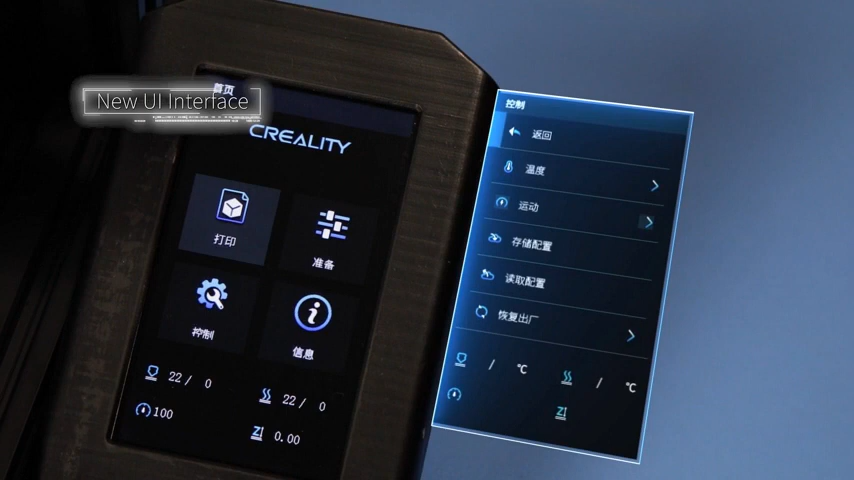 首页
New UI Interface
CREALITY
打印
准备
控制
信息
22 / 0
22 / 0
100
Z 0.00
控制
返回
温度
运动
存储配置
读取配置
恢复出厂
/ ℃
/ ℃
Z